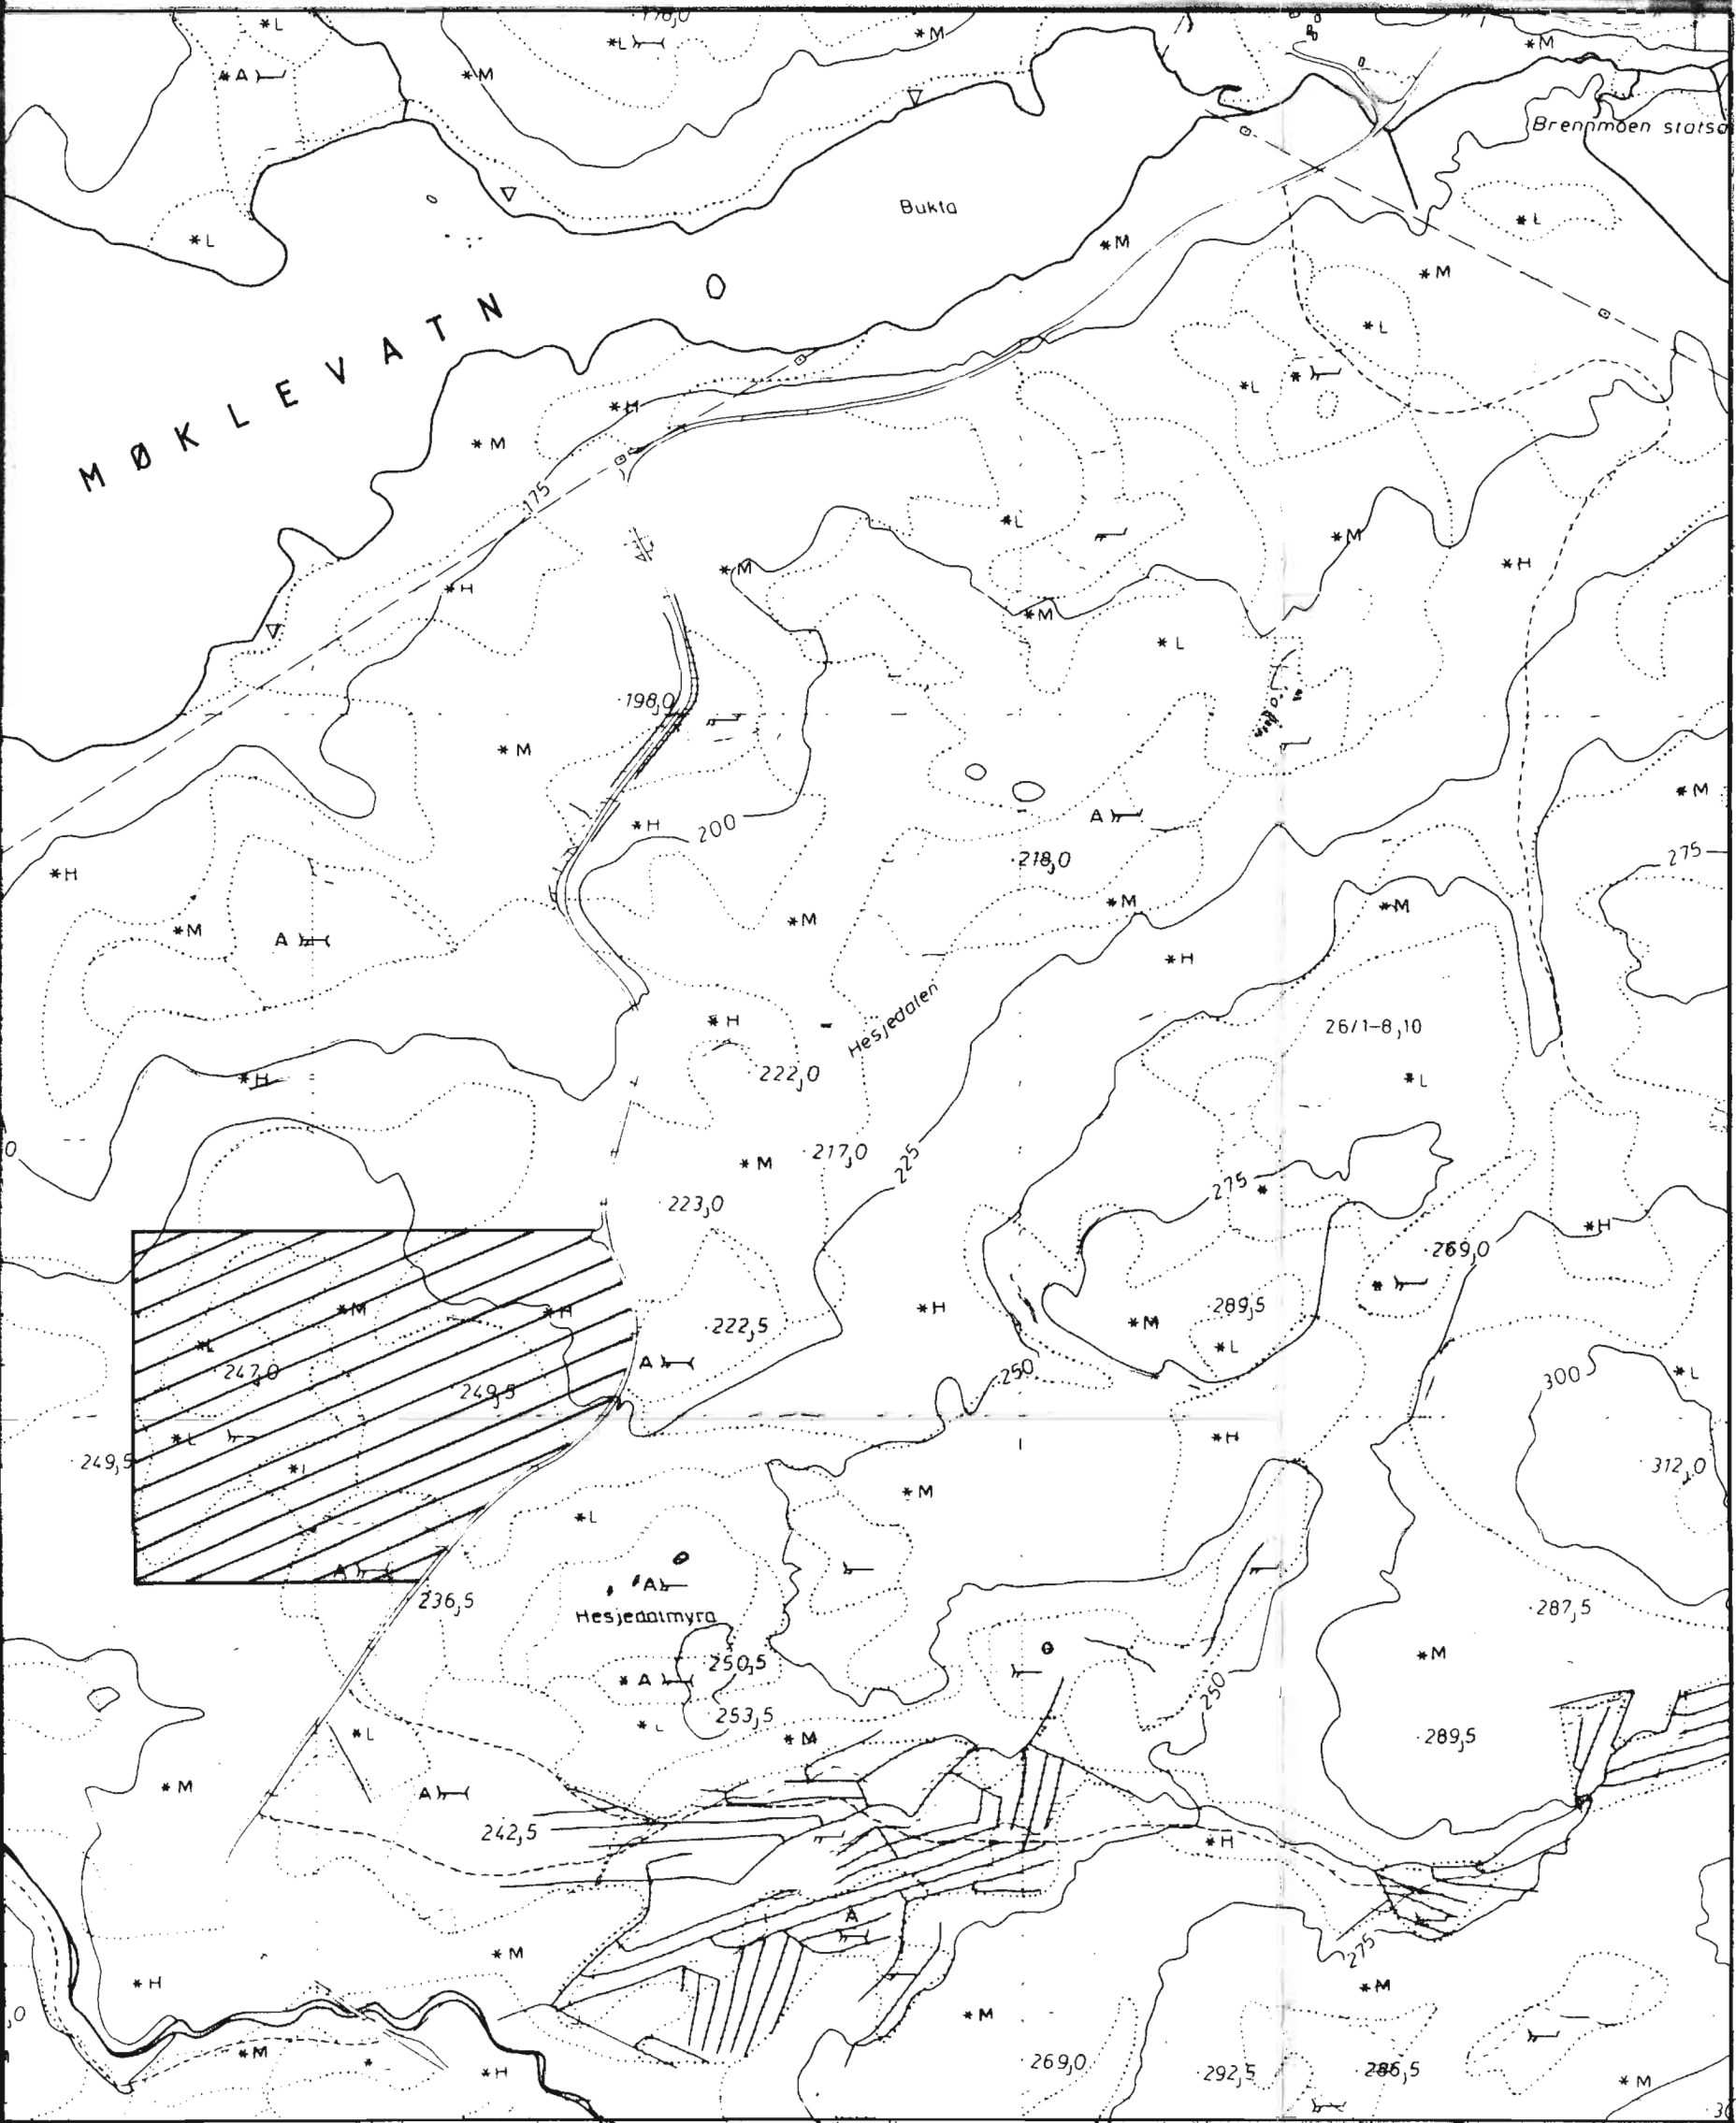 178,0
*L
*L
*M
*M
*A
*M
Brennmoen statsa
Bukta
*L
*L
*M
*M
MØKLEVATN
*L
*L
*H
*M
175
*L
*M
*M
*H
*H
*M
*L
198,0
*M
*M
*H
200
A
218,0
275
*H
*M
*M
*M
*M
A
*H
*H
26/1-8,10
Hesjedalen
222,0
*H
*L
217,0
*M
225
275
223,0
*H
269,0
*M
*H
*H
289,5
222,5
*M
*L
*L
A
247,0
249,5
250
300
*L
*L
*H
249,5
312,0
*M
*L
A
A
236,5
Hesjedalmyra
287,5
250,5
*A
*M
250
253,5
*L
*L
*M
289,5
*M
A
242,5
*H
A
*M
275
*H
*M
*M
*M
*H
269,0
292,5
286,5
*M